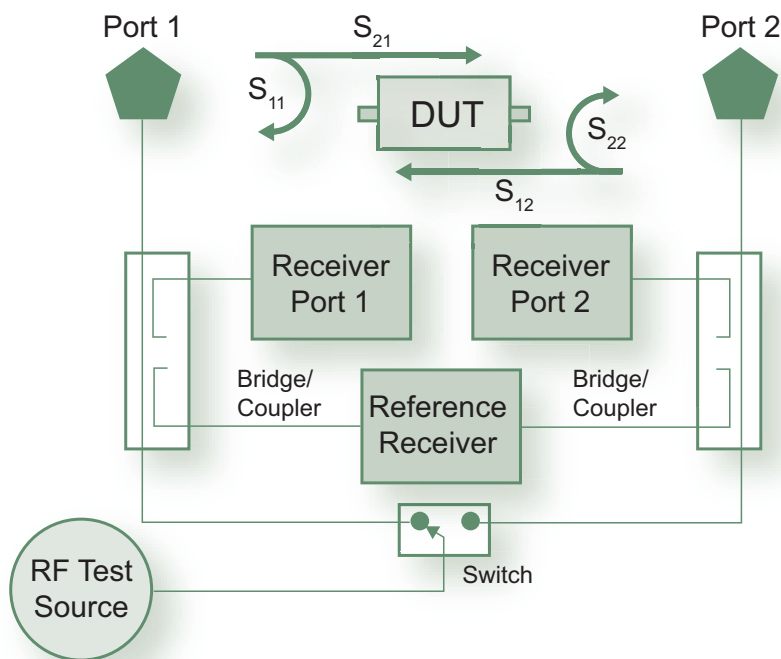 Port 1
Port 2
S21
S11
DUT
S22
S12
Receiver
Port 1
Receiver
Port 2
Bridge/
Coupler
Reference
Receiver
Bridge/
Coupler
Switch
RF Test
Source